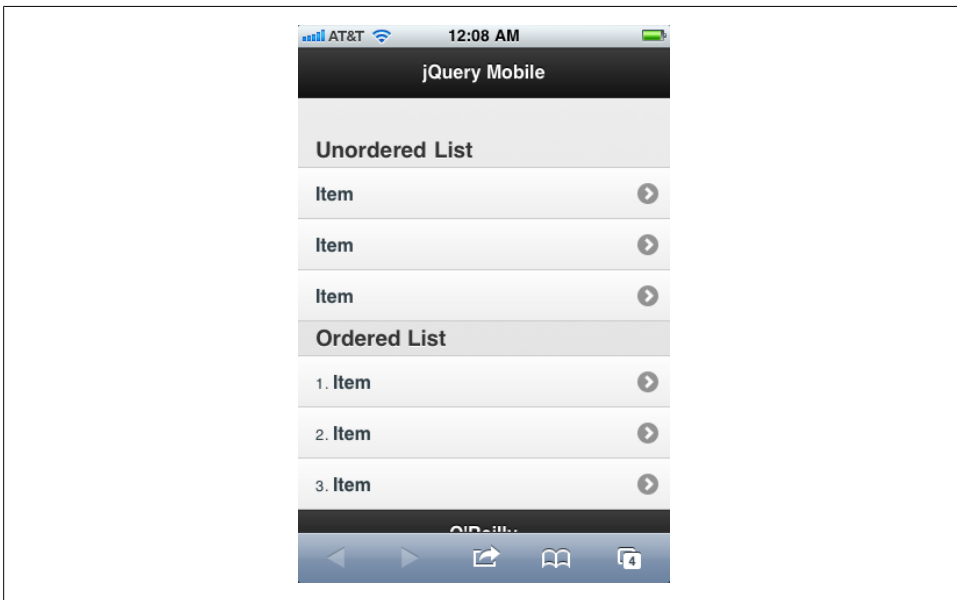 AT&T 12:08 AM
jQuery Mobile
Unordered List
Item
Item
Item
Ordered List
1. Item
2. Item
3. Item
O'Reilly
4